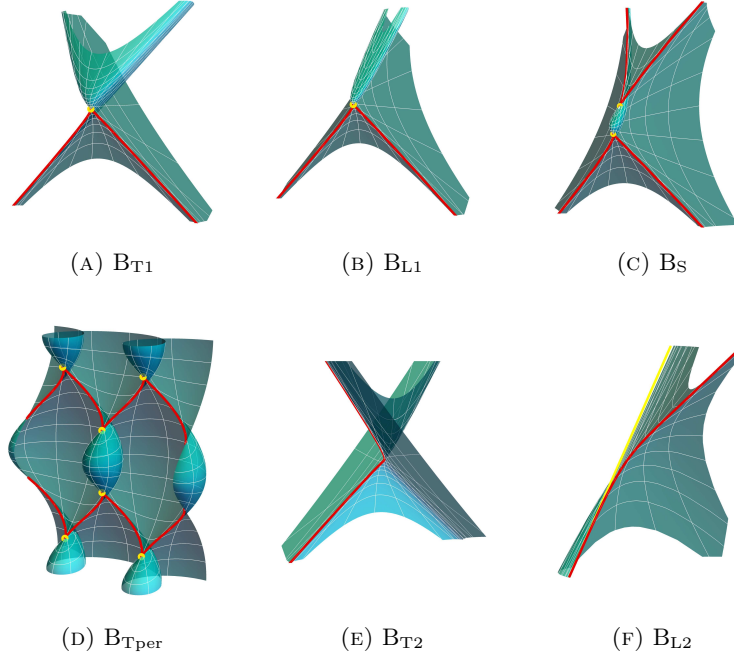 (A) B_T1
(B) B_L1
(C) B_S
(D) B_Tper
(E) B_T2
(F) B_L2